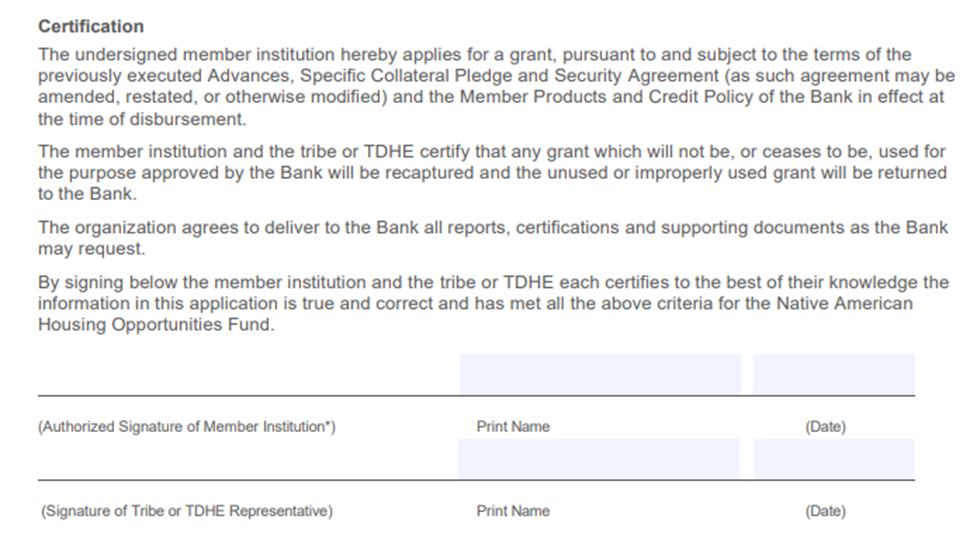 Certification
The undersigned member institution hereby applies for a grant, pursuant to and subject to the terms of the
previously executed Advances, Specific Collateral Pledge and Security Agreement (as such agreement may be
amended, restated, or otherwise modified) and the Member Products and Credit Policy of the Bank in effect at
the time of disbursement.
The member institution and the tribe or TDHE certify that any grant which will not be, or ceases to be, used for
the purpose approved by the Bank will be recaptured and the unused or improperly used grant will be returned
to the Bank.
The organization agrees to deliver to the Bank all reports, certifications and supporting documents as the Bank
may request.
By signing below the member institution and the tribe or TDHE each certifies to the best of their knowledge the
information in this application is true and correct and has met all the above criteria for the Native American
Housing Opportunities Fund.
(Authorized Signature of Member Institution*) Print Name (Date)
(Signature of Tribe or TDHE Representative) Print Name (Date)